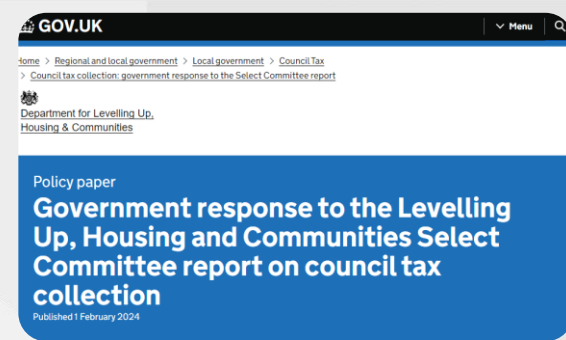 GOV.UK
Menu
Home > Regional and local government > Local government > Council Tax
> Council tax collection: government response to the Select Committee report
Department for Levelling Up,
Housing & Communities
Policy paper
Government response to the Levelling
Up, Housing and Communities Select
Committee report on council tax
collection
Published 1 February 2024